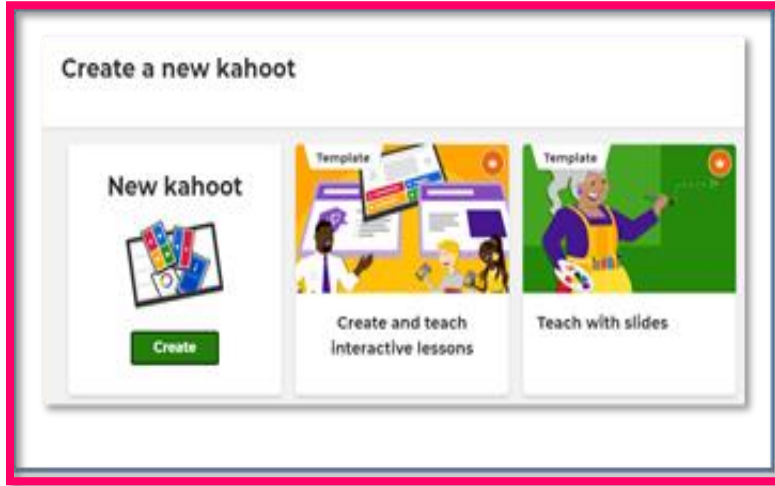 Create a new kahoot
New kahoot
Create
Template
Create and teach
interactive lessons
Template
Teach with slides